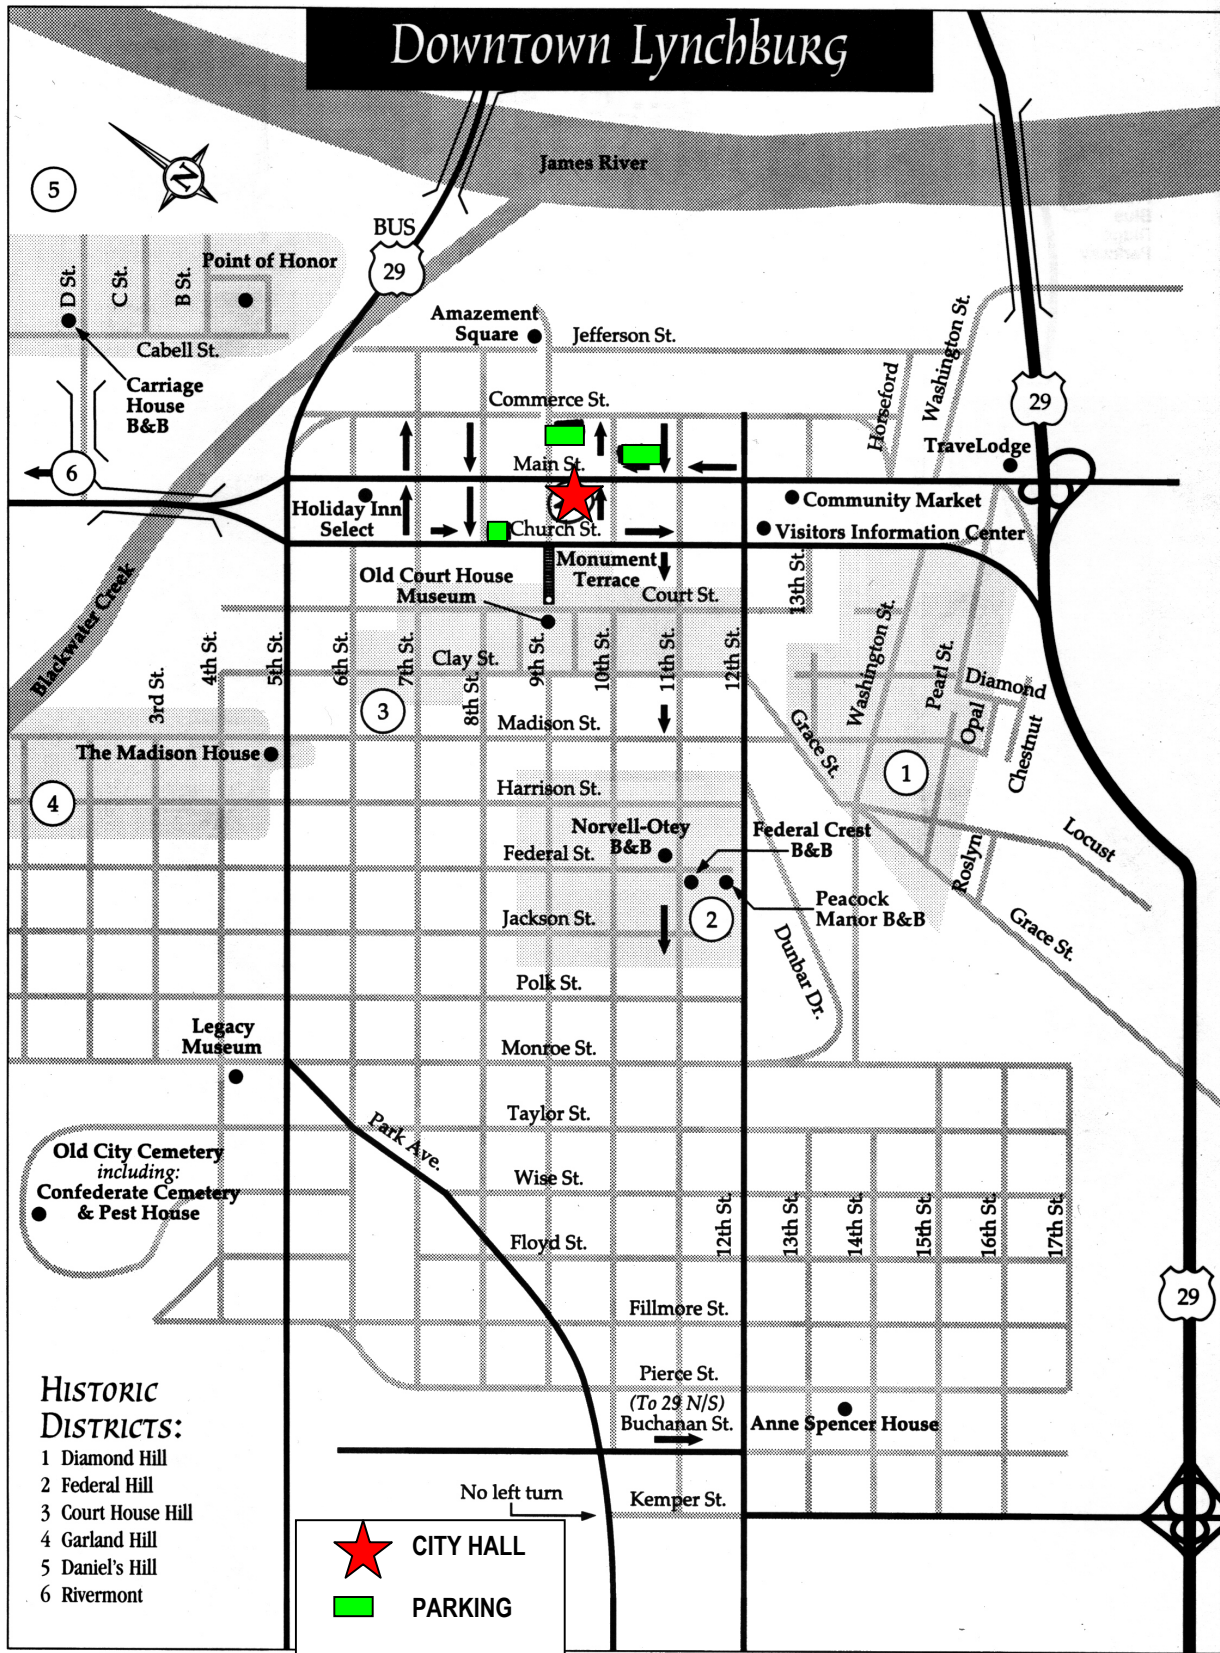 Downtown Lynchburg
James River
N
5
BUS
29
Point of Honor
D St.
C St.
B St.
Cabell St.
Carriage
House
B&B
6
Amazement
Square
Jefferson St.
Commerce St.
Main St.
Church St.
Horseford
Washington St.
29
TraveLodge
Holiday Inn
Select
Community Market
Visitors Information Center
Monument
Terrace
Old Court House
Museum
Court St.
13th St.
Blackwater Creek
3rd St.
4th St.
5th St.
6th St.
7th St.
8th St.
9th St.
10th St.
11th St.
12th St.
Clay St.
3
Madison St.
Washington St.
Pearl St.
Diamond
Opal
Chestnut
Grace St.
1
The Madison House
4
Harrison St.
Norvell-Otey
B&B
Federal Crest
B&B
Federal St.
Locust
Roslyn
Peacock
Manor B&B
2
Jackson St.
Grace St.
Dunbar Dr.
Polk St.
Legacy
Museum
Monroe St.
Taylor St.
Park Ave.
Old City Cemetery
including:
Confederate Cemetery
& Pest House
Wise St.
12th St.
13th St.
14th St.
15th St.
16th St.
17th St.
Floyd St.
29
Fillmore St.
Pierce St.
(To 29 N/S)
Buchanan St.
Anne Spencer House
No left turn
Kemper St.
Historic
Districts:
1 Diamond Hill
2 Federal Hill
3 Court House Hill
4 Garland Hill
5 Daniel's Hill
6 Rivermont
CITY HALL
PARKING